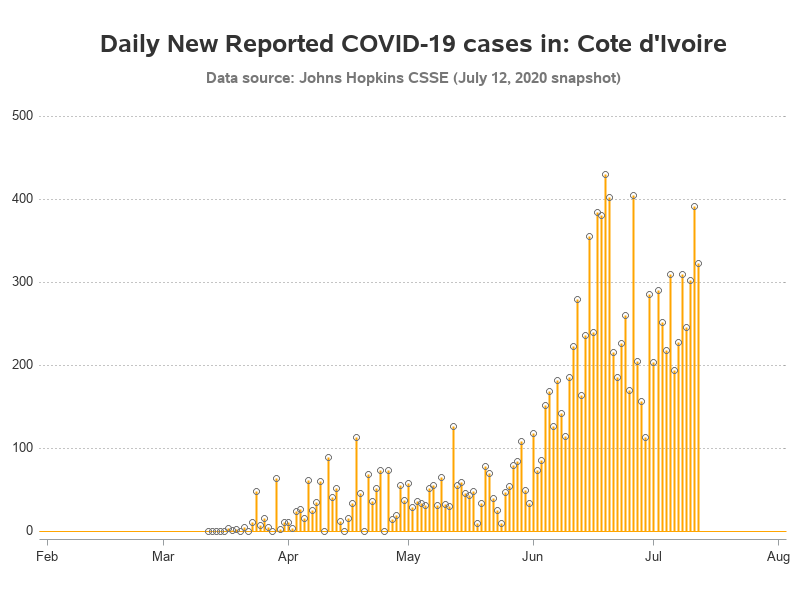 Daily New Reported COVID-19 cases in: Cote d'Ivoire
Data source: Johns Hopkins CSSE (July 12, 2020 snapshot)
500
400
300
200
100
0
Feb Mar Apr May Jun Jul Aug